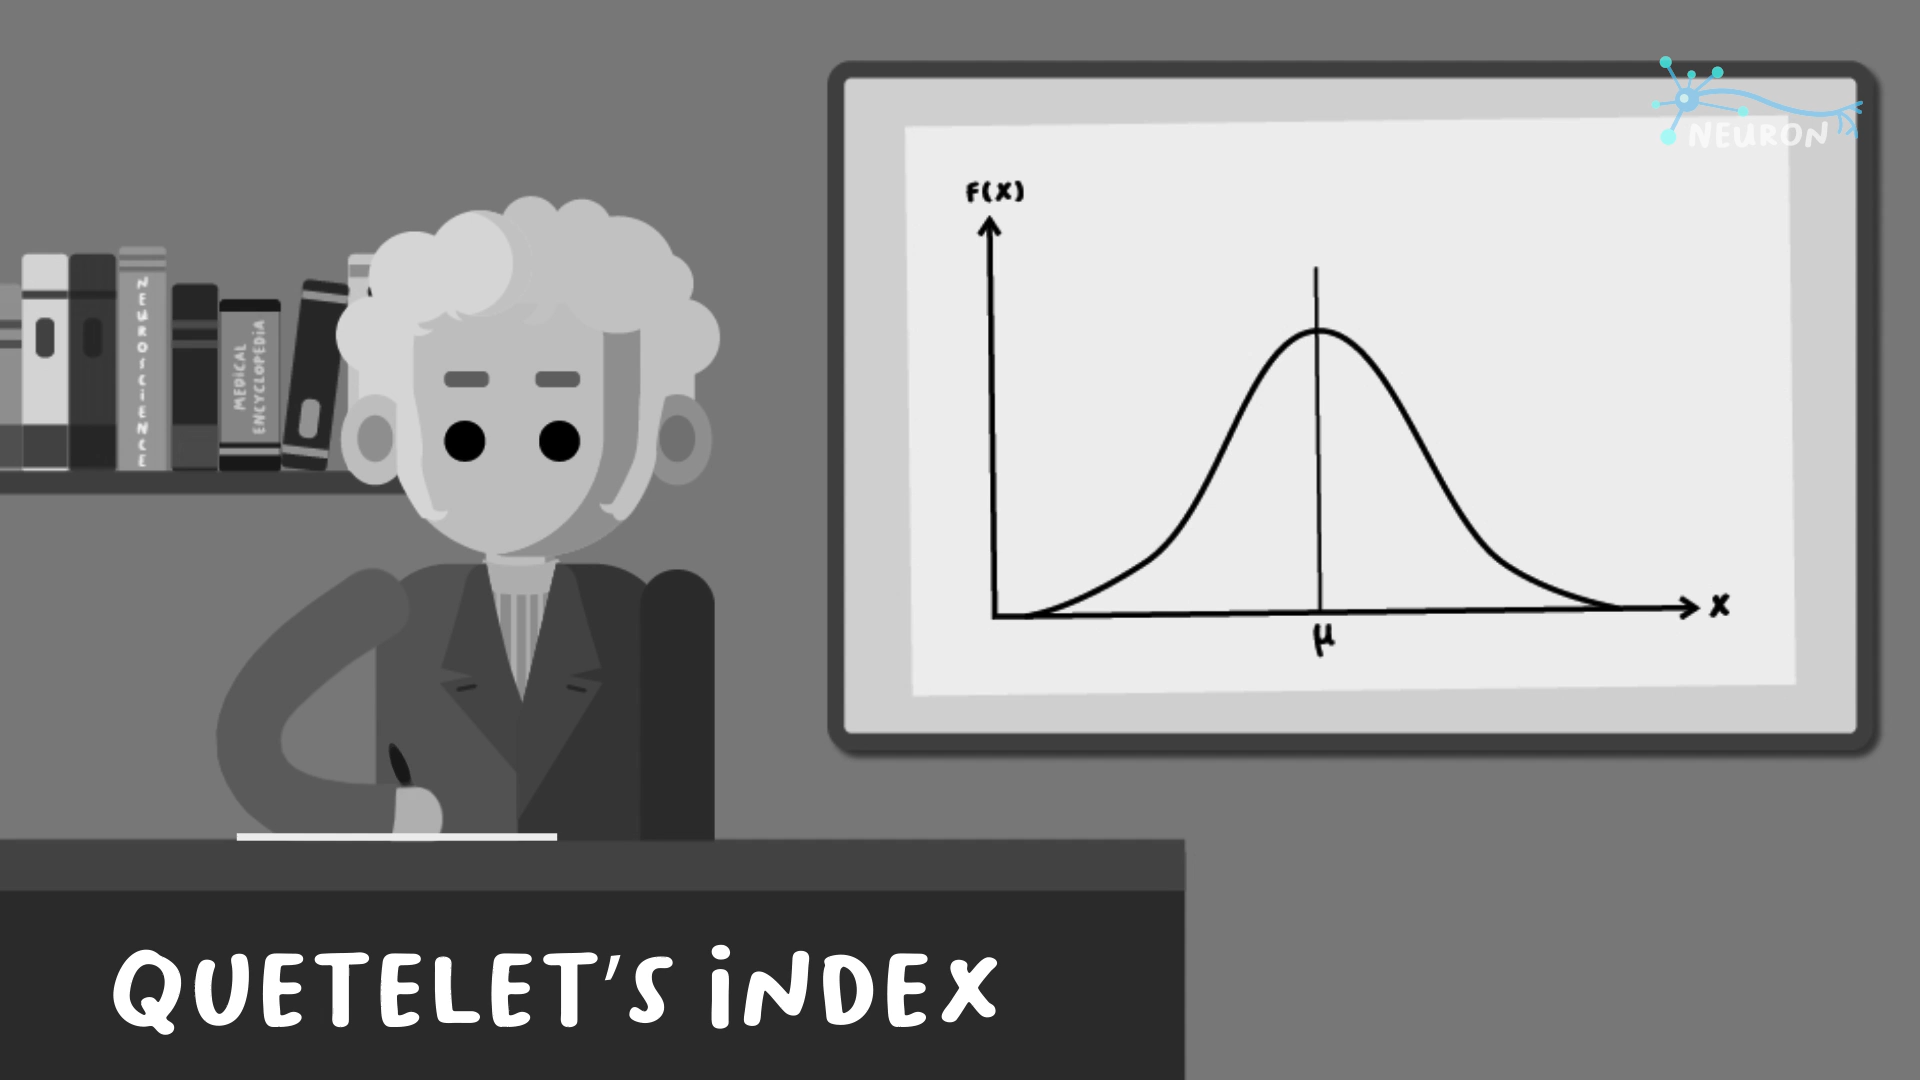 NEURON
F(X)
NEUROSCIENCE
MEDICAL
ENCYCLOPEDIA
X
μ
QUETELET'S INDEX